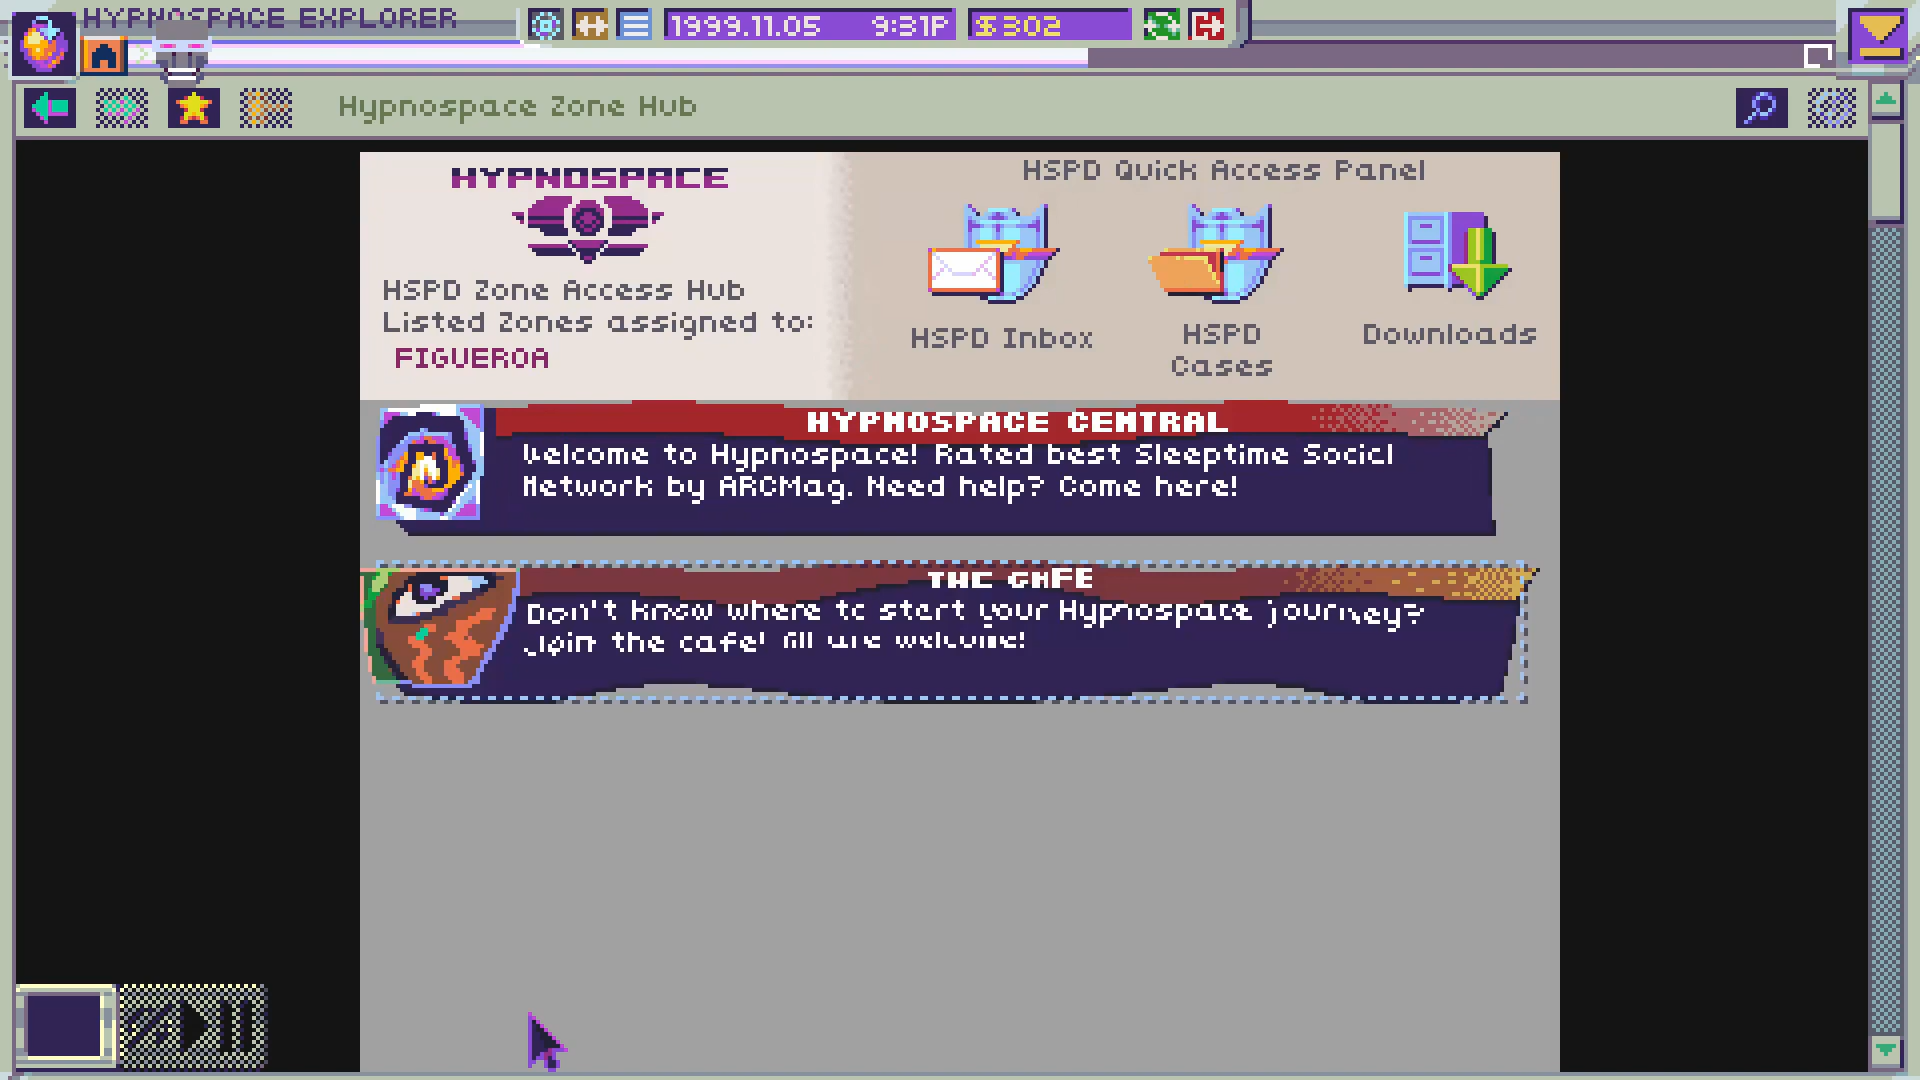 HYPNOSPACE EXPLORER
1999.11.05 9:31P
302
Hypnospace Zone Hub
HYPNOSPACE
HSPD Zone Access Hub
Listed Zones assigned to:
FIGUEROA
HSPD Quick Access Panel
HSPD Inbox
HSPD
Cases
Downloads
HYPNOSPACE CENTRAL
Welcome to Hypnospace! Rated best Sleeptime Social
Network by ARCMag. Need help? Come here!
THE CAFE
Don't know where to start your Hypnospace journey?
Join the cafe! All are welcome!